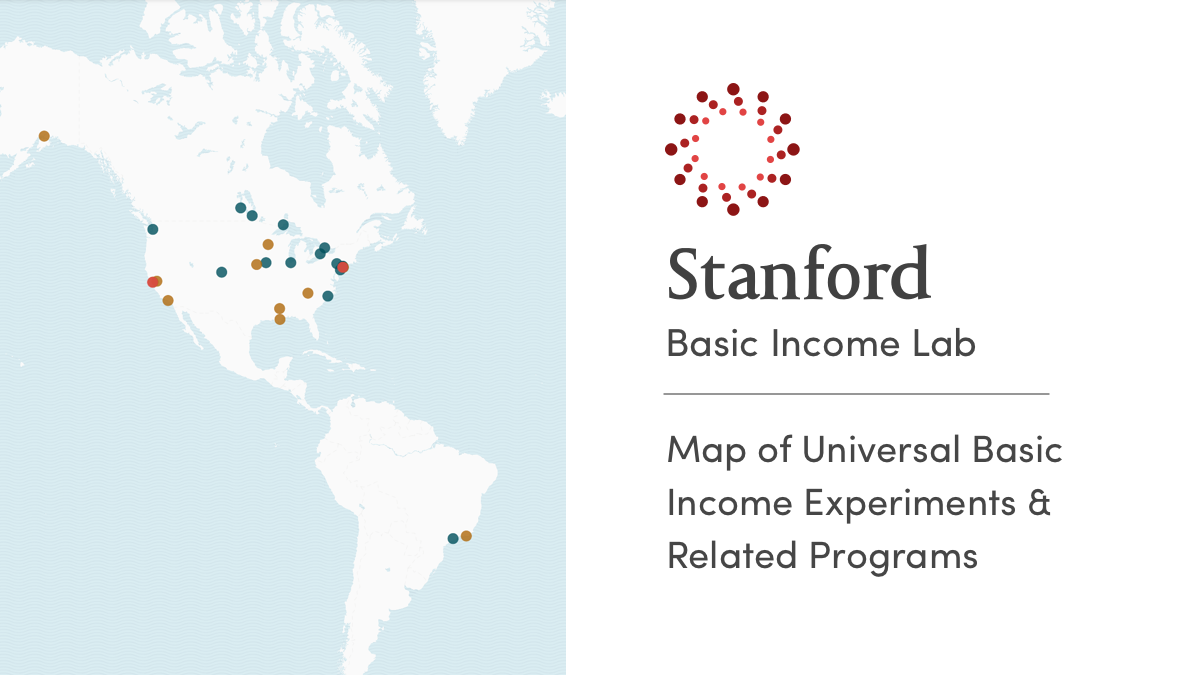 Stanford
Basic Income Lab
Map of Universal Basic
Income Experiments &
Related Programs